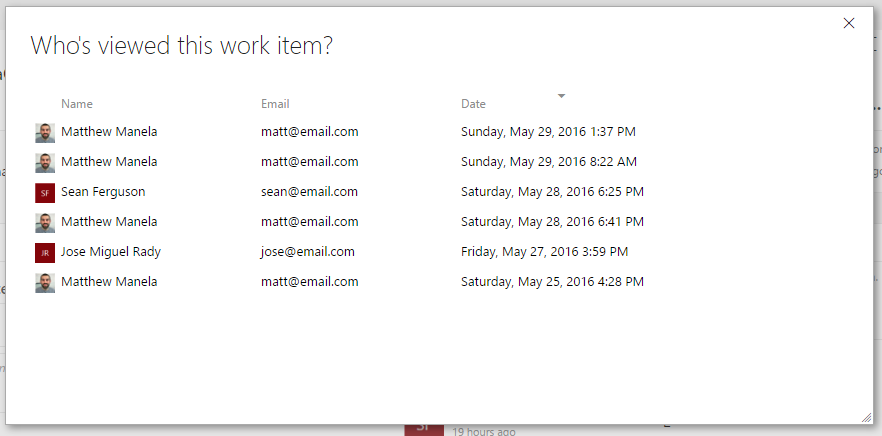 Who's viewed this work item?
Name Email Date
Matthew Manela matt@email.com Sunday, May 29, 2016 1:37 PM
Matthew Manela matt@email.com Sunday, May 29, 2016 8:22 AM
SF Sean Ferguson sean@email.com Saturday, May 28, 2016 6:25 PM
Matthew Manela matt@email.com Saturday, May 28, 2016 6:41 PM
JR Jose Miguel Rady jose@email.com Friday, May 27, 2016 3:59 PM
Matthew Manela matt@email.com Saturday, May 25, 2016 4:28 PM
19 hours ago